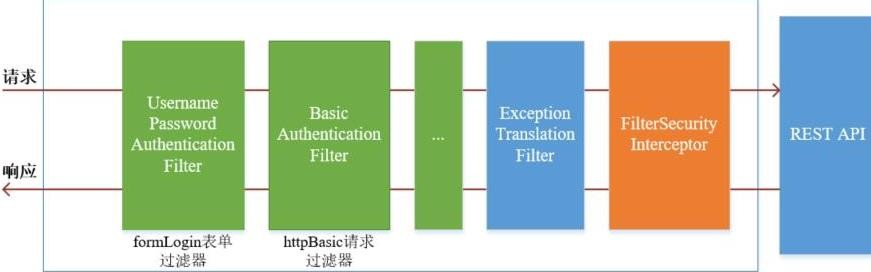 请求
响应
Username
Password
Authentication
Filter
Basic
Authentication
Filter
...
Exception
Translation
Filter
FilterSecurity
Interceptor
REST API
formLogin表单
过滤器
httpBasic请求
过滤器